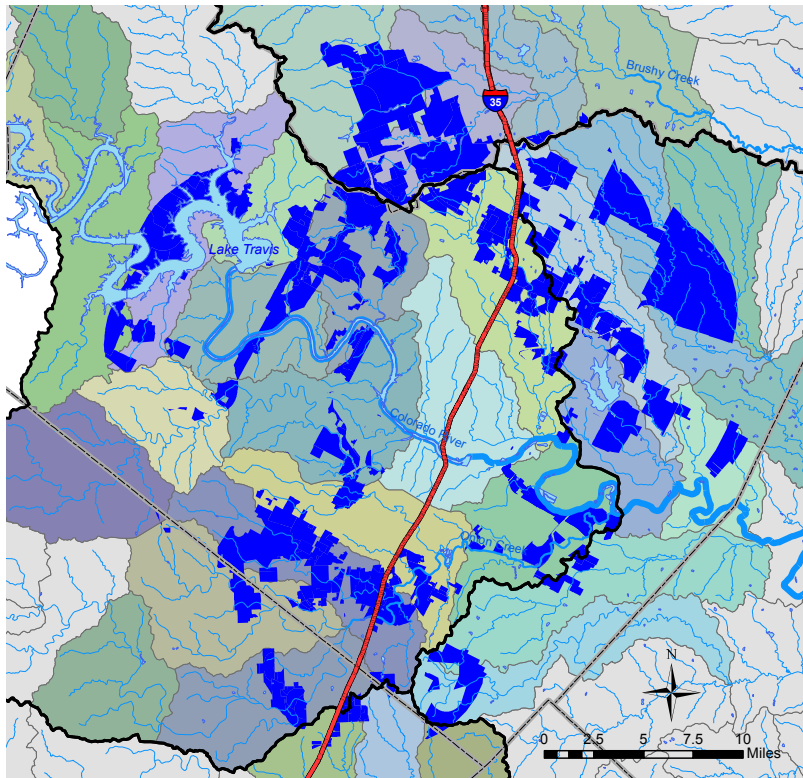 Brushy Creek
35
Lake Travis
Colorado River
Onion Creek
N
0 2.5 5 7.5 10
Miles